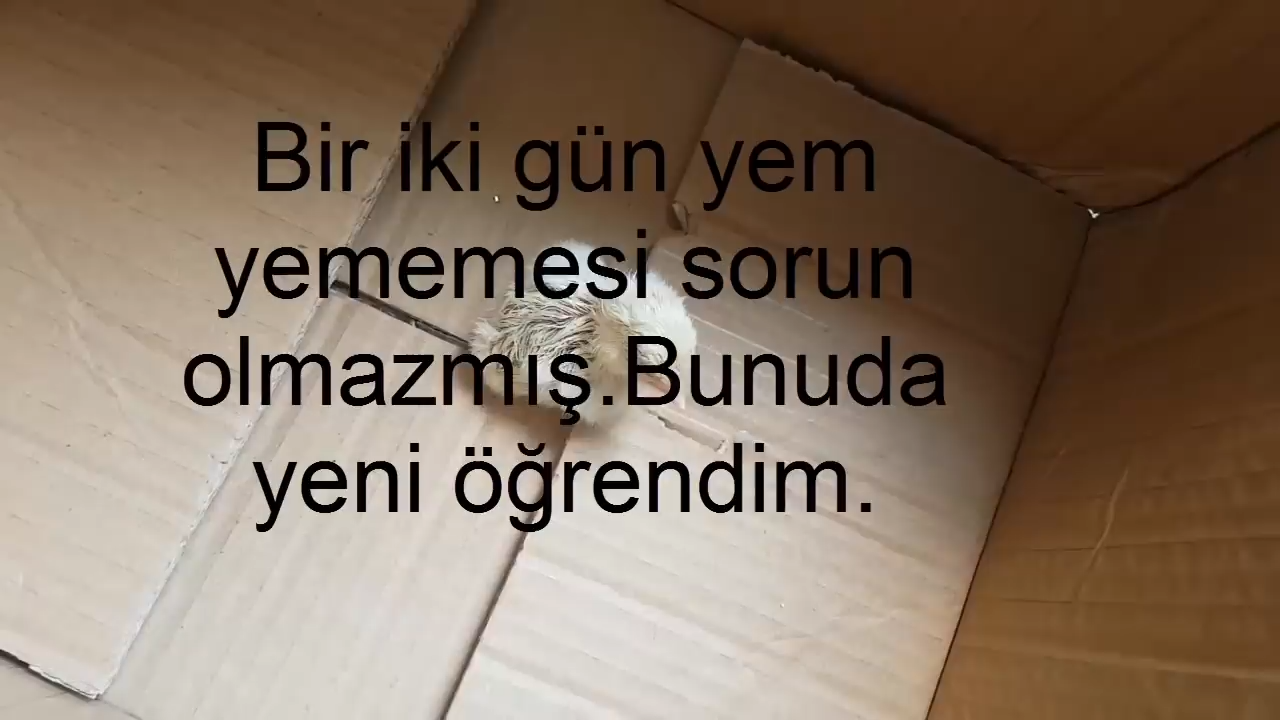 Bir iki gün yem
yememesi sorun
olmazmış.Bunuda
yeni öğrendim.